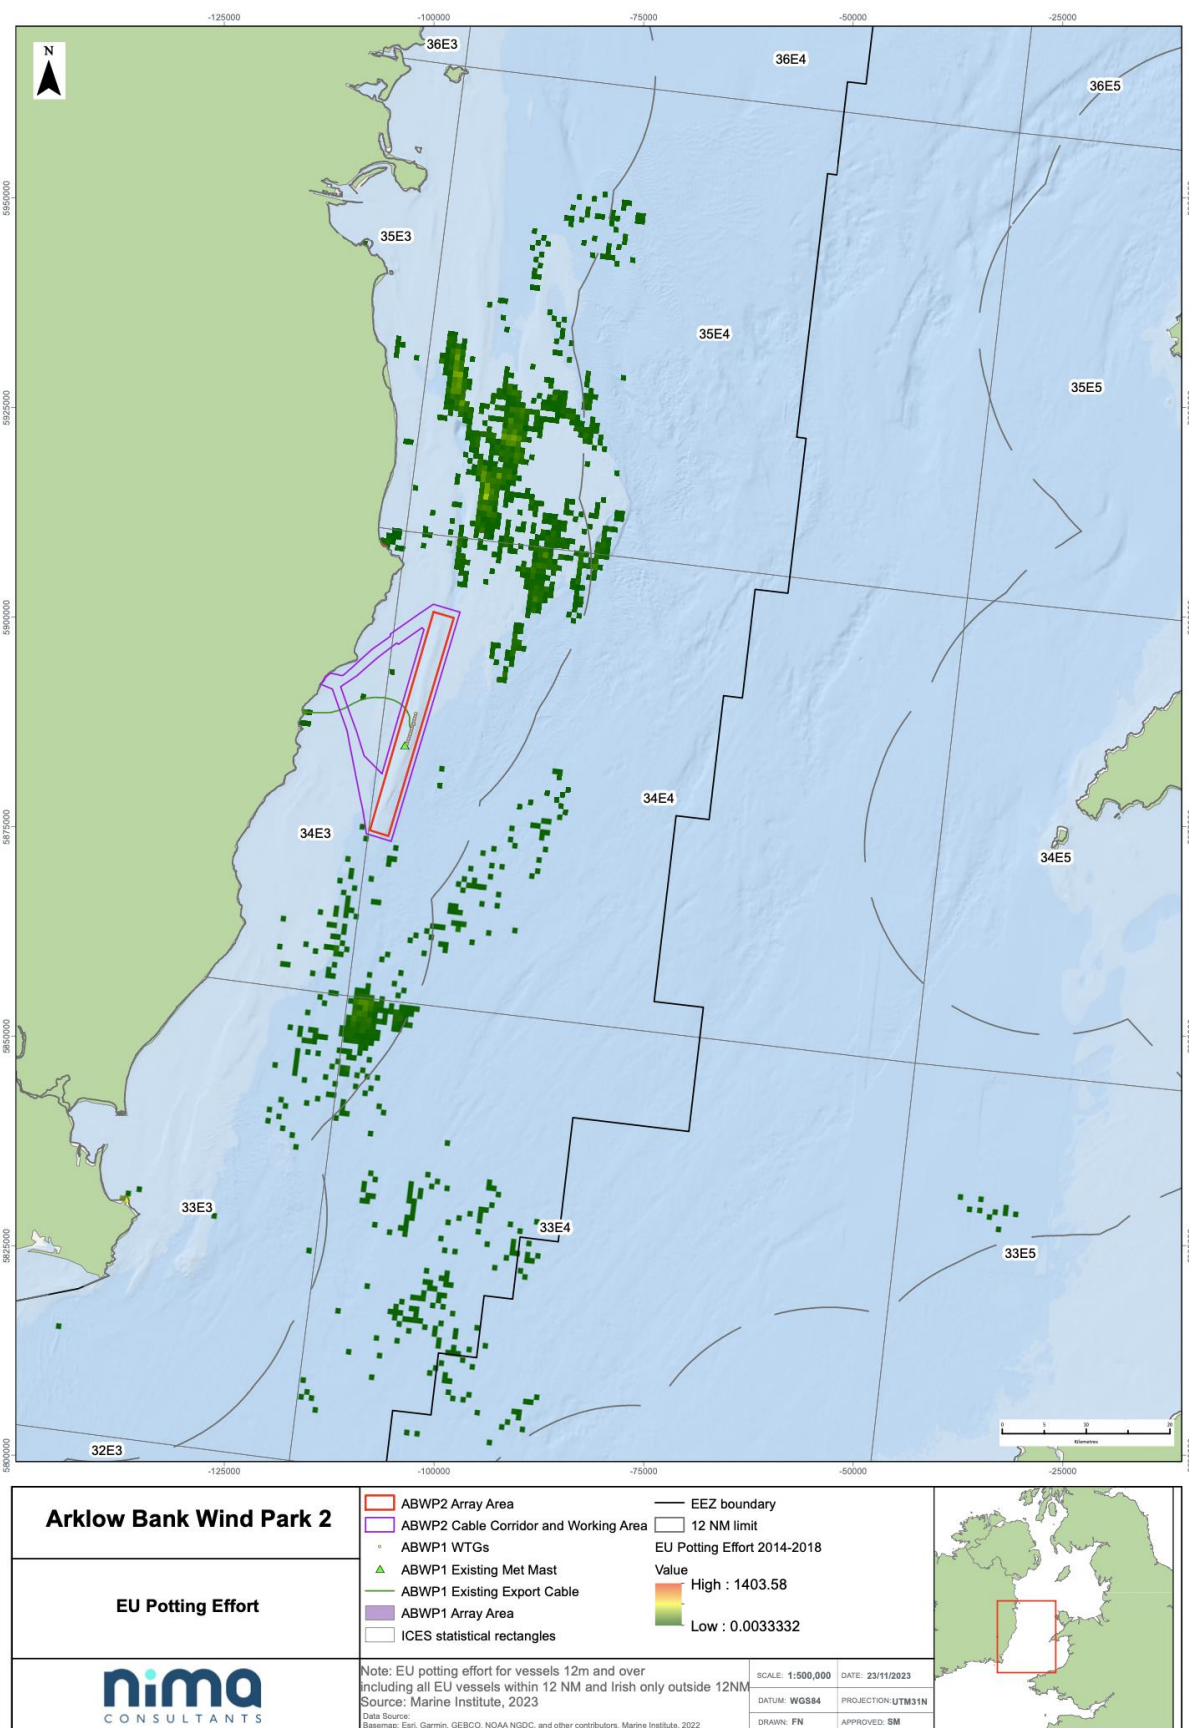 -125000 -100000 -75000 -50000 -25000
N
36E3
36E4
36E5
5950000
35E3
35E4
35E5
5925000
5900000
34E4
34E3
5875000
34E5
5850000
33E3
33E4
33E5
5825000
0 5 10 20
Kilometres
32E3
5800000
-125000 -100000 -75000 -50000 -25000
Arklow Bank Wind Park 2
EU Potting Effort
nima
CONSULTANTS
ABWP2 Array Area
ABWP2 Cable Corridor and Working Area
ABWP1 WTGs
ABWP1 Existing Met Mast
ABWP1 Existing Export Cable
ABWP1 Array Area
ICES statistical rectangles
EEZ boundary
12 NM limit
EU Potting Effort 2014-2018
Value
High : 1403.58
Low : 0.0033332
Note: EU potting effort for vessels 12m and over
including all EU vessels within 12 NM and Irish only outside 12NM
Source: Marine Institute, 2023
Data Source:
Basemap: Esri, Garmin, GEBCO, NOAA NGDC, and other contributors, Marine Institute, 2022
SCALE: 1:500,000 DATE: 23/11/2023
DATUM: WGS84 PROJECTION: UTM31N
DRAWN: FN APPROVED: SM